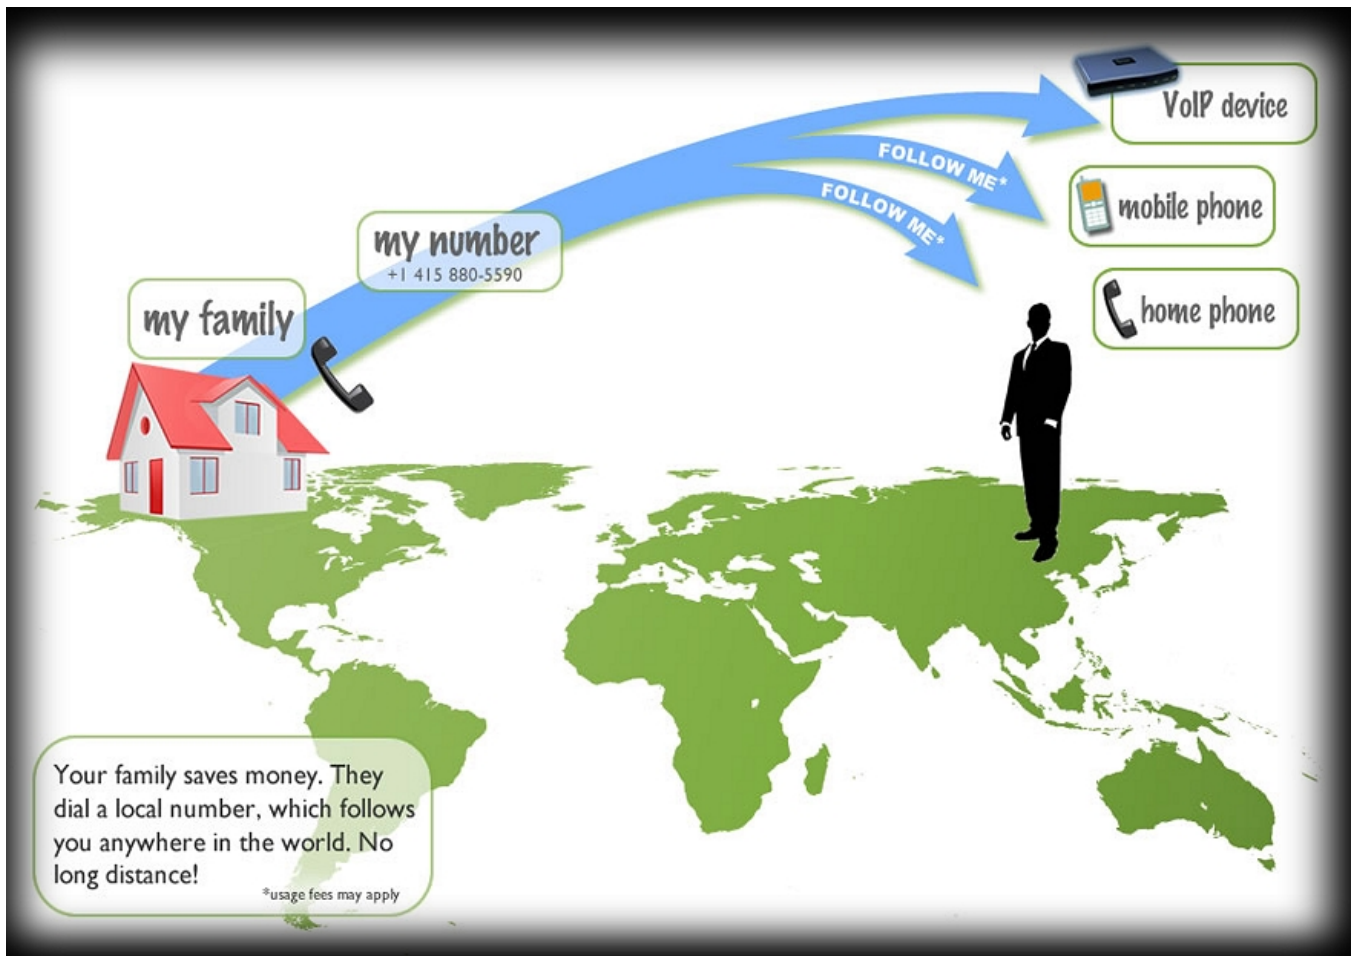 VoIP device
FOLLOW ME*
mobile phone
FOLLOW ME*
my number
+1 415 880-5590
my family
home phone
Your family saves money. They
dial a local number, which follows
you anywhere in the world. No
long distance!
*usage fees may apply